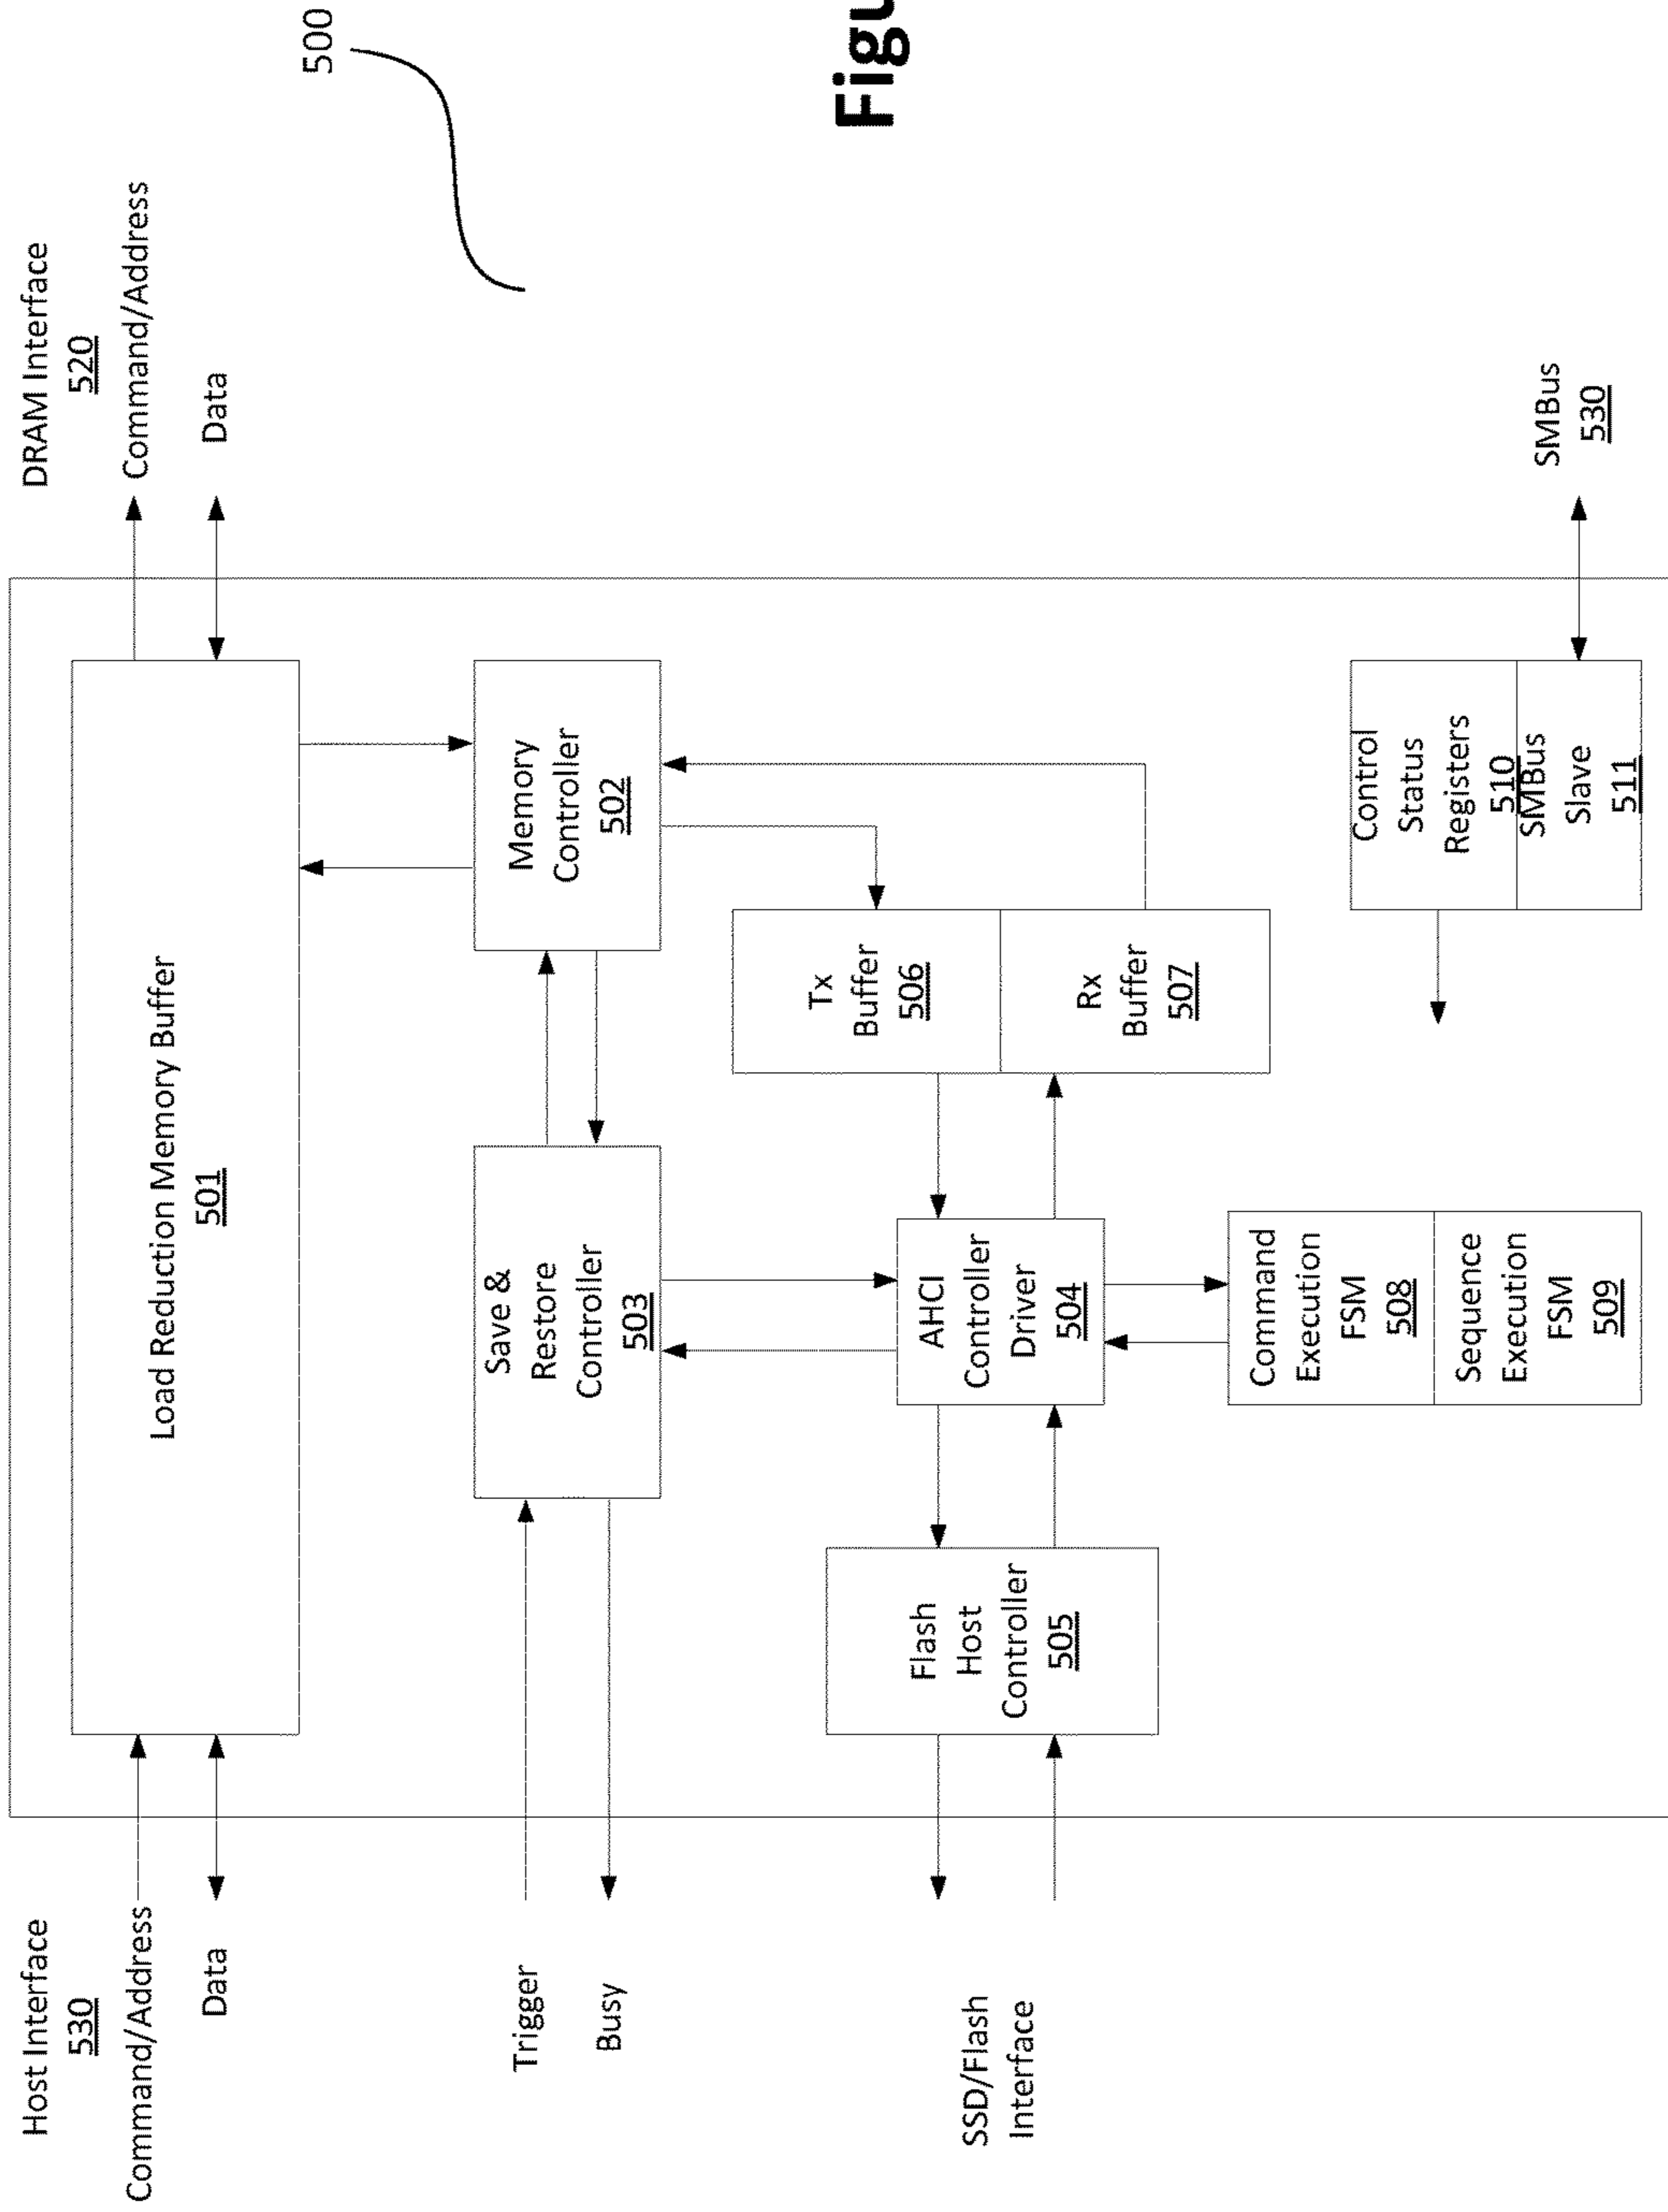 Host Interface
530
Command/Address
Data
Trigger
Busy
SSD/Flash
Interface
Load Reduction Memory Buffer
501
Save &
Restore
Controller
503
Memory
Controller
502
Flash
Host
Controller
505
AHCI
Controller
Driver
504
Tx
Buffer
506
Rx
Buffer
507
Command
Execution
FSM
508
Sequence
Execution
FSM
509
Control
Status
Registers
510
SMBus
Slave
511
DRAM Interface
520
Command/Address
Data
SMBus
530
500